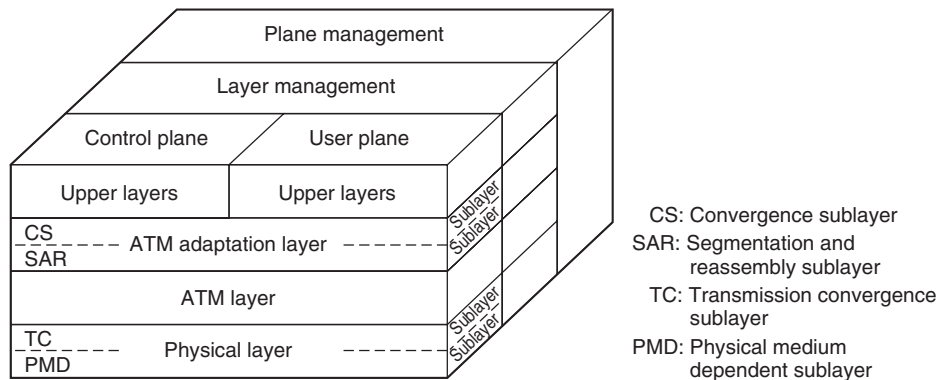 Plane management
Layer management
Control plane
User plane
Upper layers
Upper layers
Sublayer
Sublayer
CS
ATM adaptation layer
SAR
ATM layer
Sublayer
Sublayer
TC
Physical layer
PMD
CS: Convergence sublayer
SAR: Segmentation and
reassembly sublayer
TC: Transmission convergence
sublayer
PMD: Physical medium
dependent sublayer